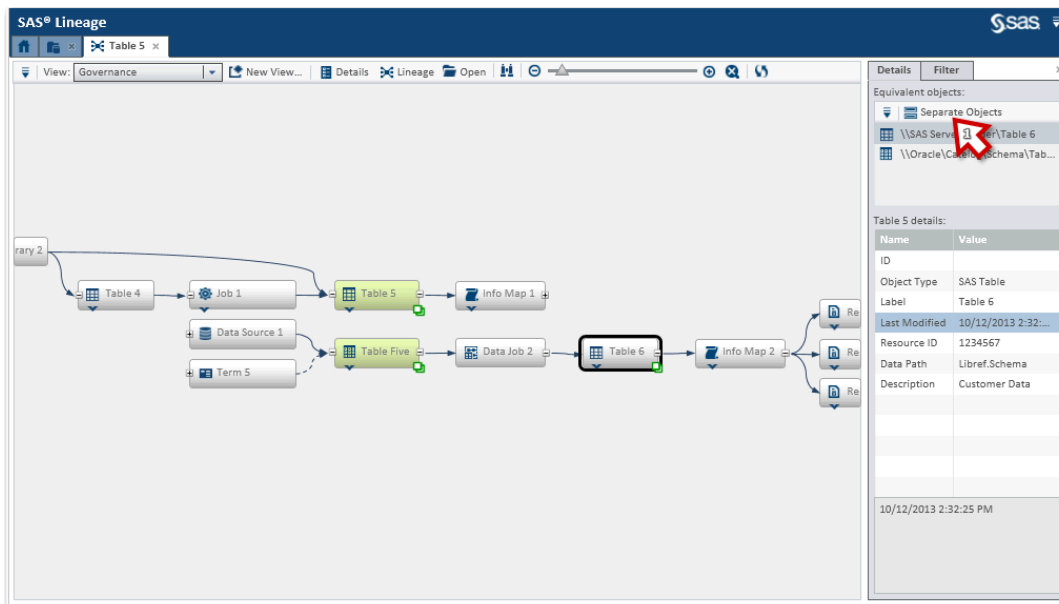 SAS® Lineage
sas
Table 5
View: Governance New View... Details Lineage Open
Details Filter
Equivalent objects:
Separate Objects
\\SAS Serve 1 er\Table 6
\\Oracle\Ca Schema\Tab...
rary 2
Table 4
Job 1
Table 5
Info Map 1
Data Source 1
Table Five
Data Job 2
Table 6
Info Map 2
Term 5
Re
Re
Re
Table 5 details:
Name Value
ID
Object Type SAS Table
Label Table 6
Last Modified 10/12/2013 2:32:...
Resource ID 1234567
Data Path Libref.Schema
Description Customer Data
10/12/2013 2:32:25 PM